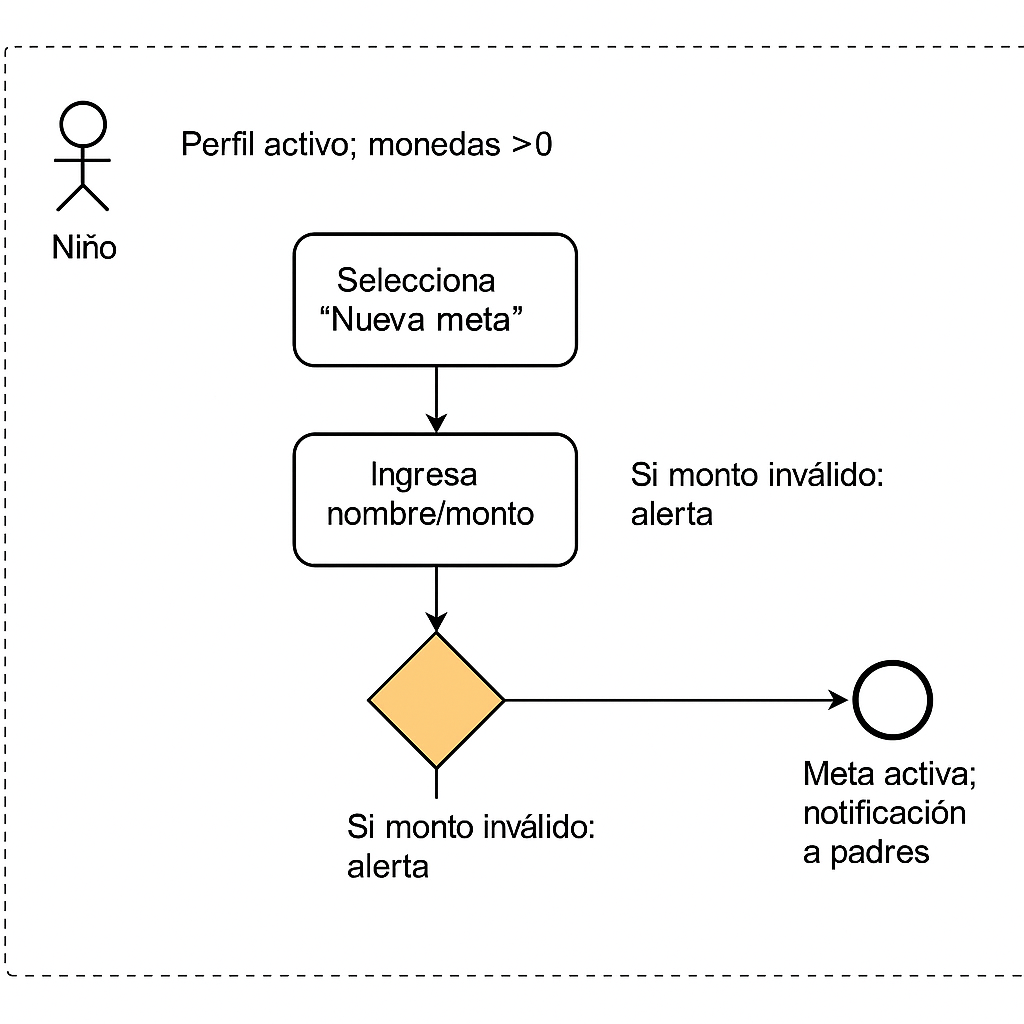 Perfil activo; monedas >0
Niño
Selecciona
“Nueva meta”
Ingresa
nombre/monto
Si monto inválido:
alerta
Meta activa;
notificación
a padres
Si monto inválido:
alerta